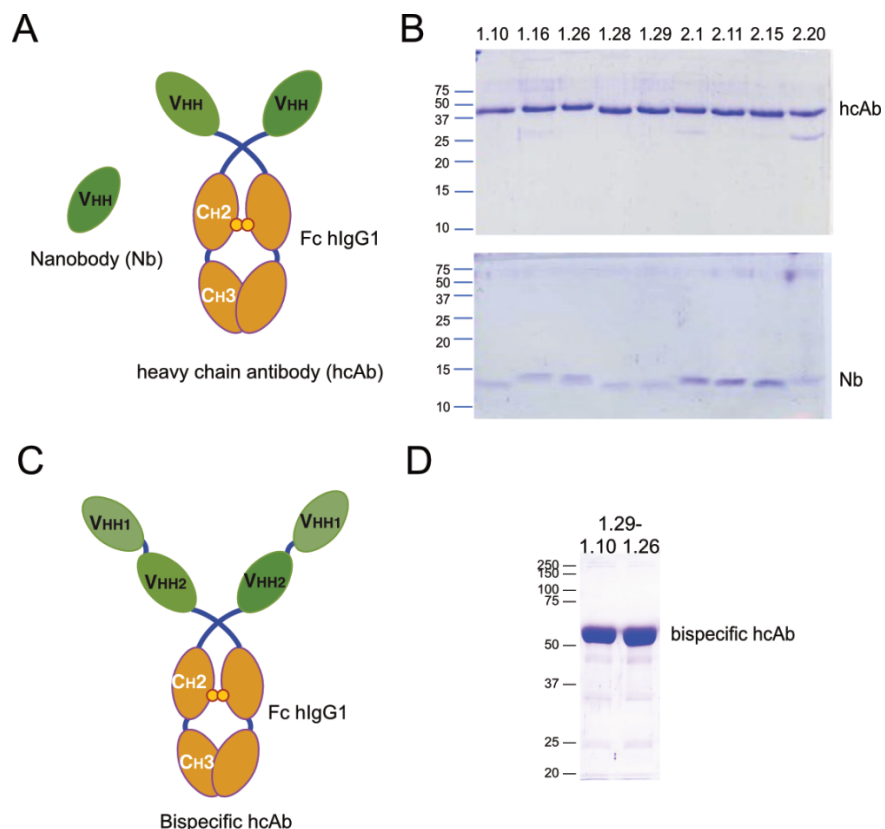 A
VHH
VHH
VHH
CH2
Fc hIgG1
Nanobody (Nb)
CH3
heavy chain antibody (hcAb)
B
1.10 1.16 1.26 1.28 1.29 2.1 2.11 2.15 2.20
75
50
37
25
20
15
10
hcAb
75
50
37
25
20
15
10
Nb
C
VHH1
VHH1
VHH2
VHH2
CH2
Fc hIgG1
CH3
Bispecific hcAb
D
1.29-
1.10 1.26
250
150
100
75
50
37
25
20
bispecific hcAb